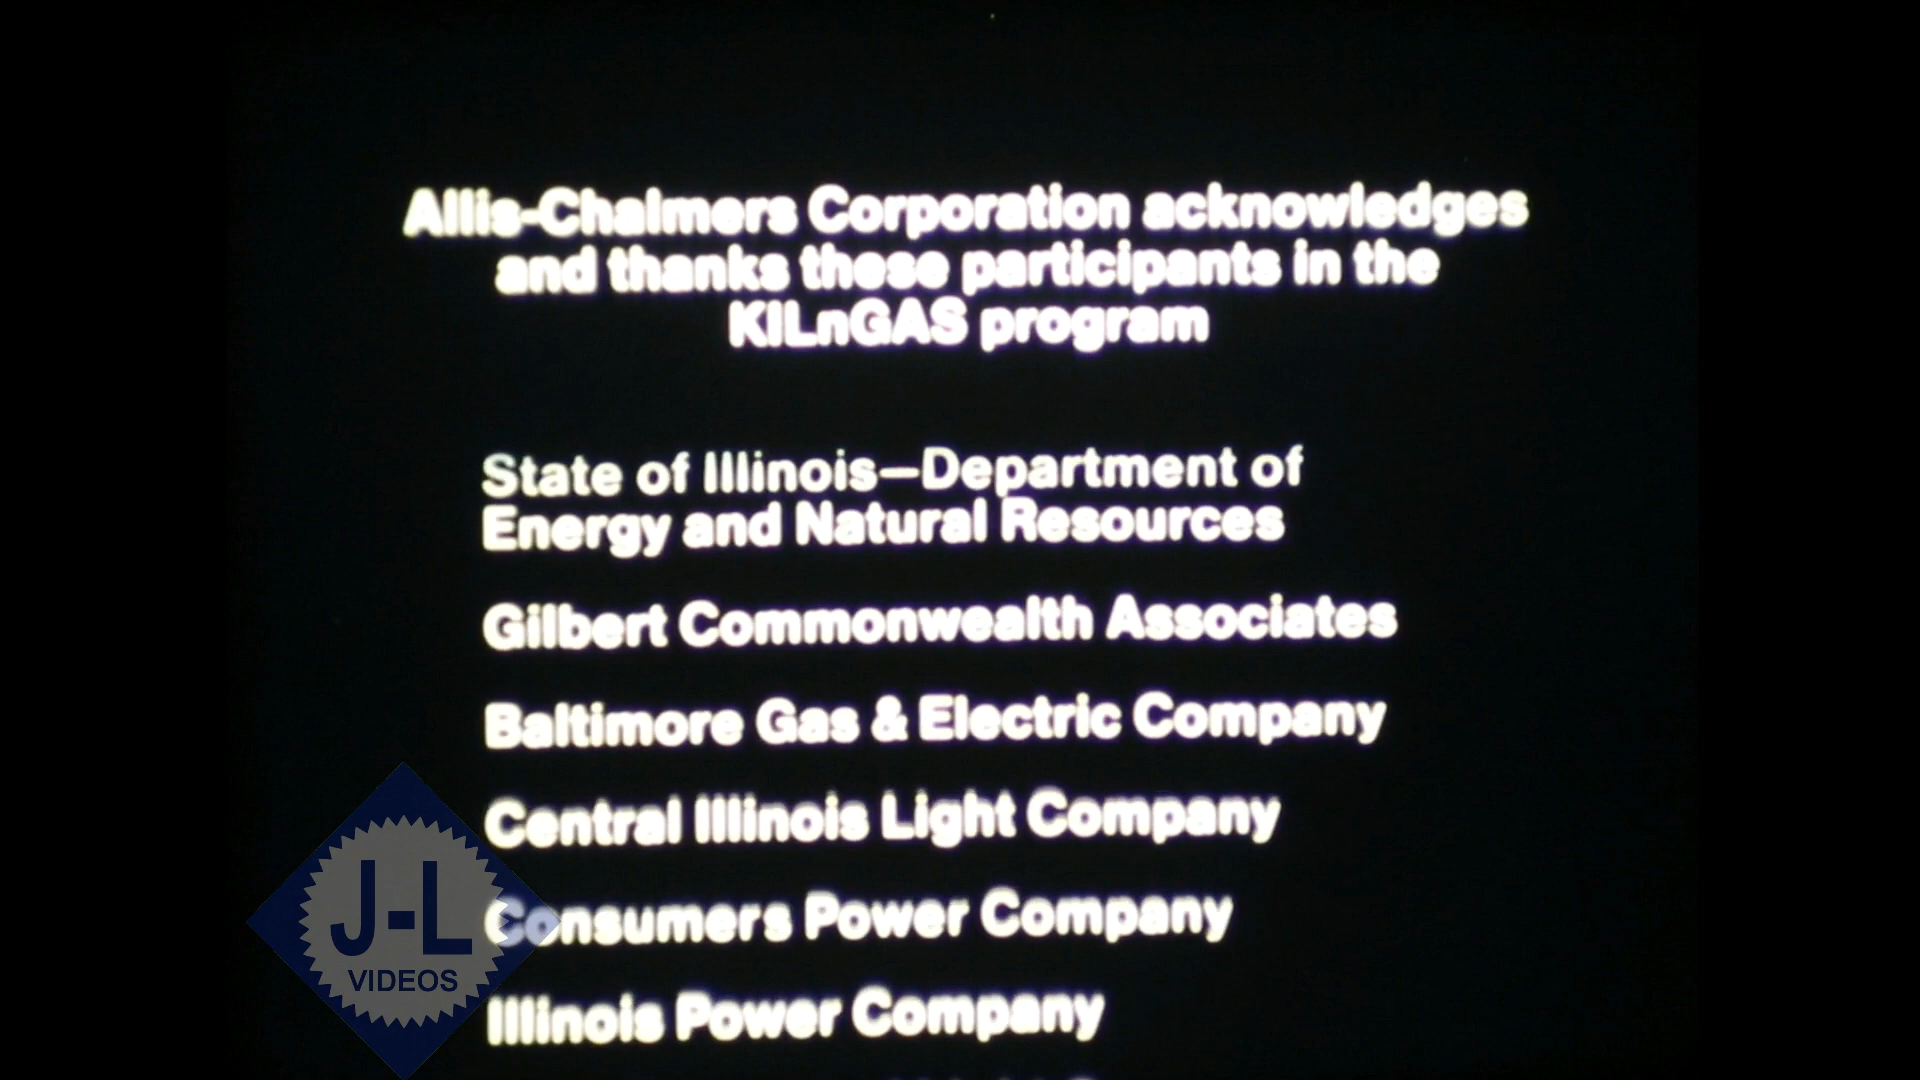 Allis-Chalmers Corporation acknowledges
and thanks these participants in the
KILnGAS program
State of Illinois—Department of
Energy and Natural Resources
Gilbert Commonwealth Associates
Baltimore Gas & Electric Company
Central Illinois Light Company
Consumers Power Company
Illinois Power Company
J-L
VIDEOS